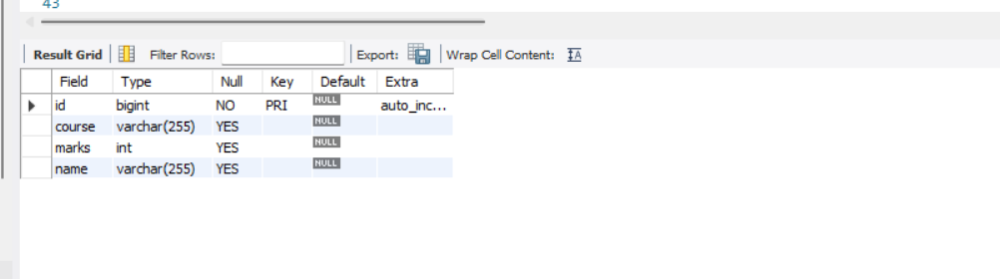 43
Result Grid Filter Rows: Export: Wrap Cell Content: IA
Field Type Null Key Default Extra
id bigint NO PRI NULL auto_inc...
course varchar(255) YES NULL
marks int YES NULL
name varchar(255) YES NULL